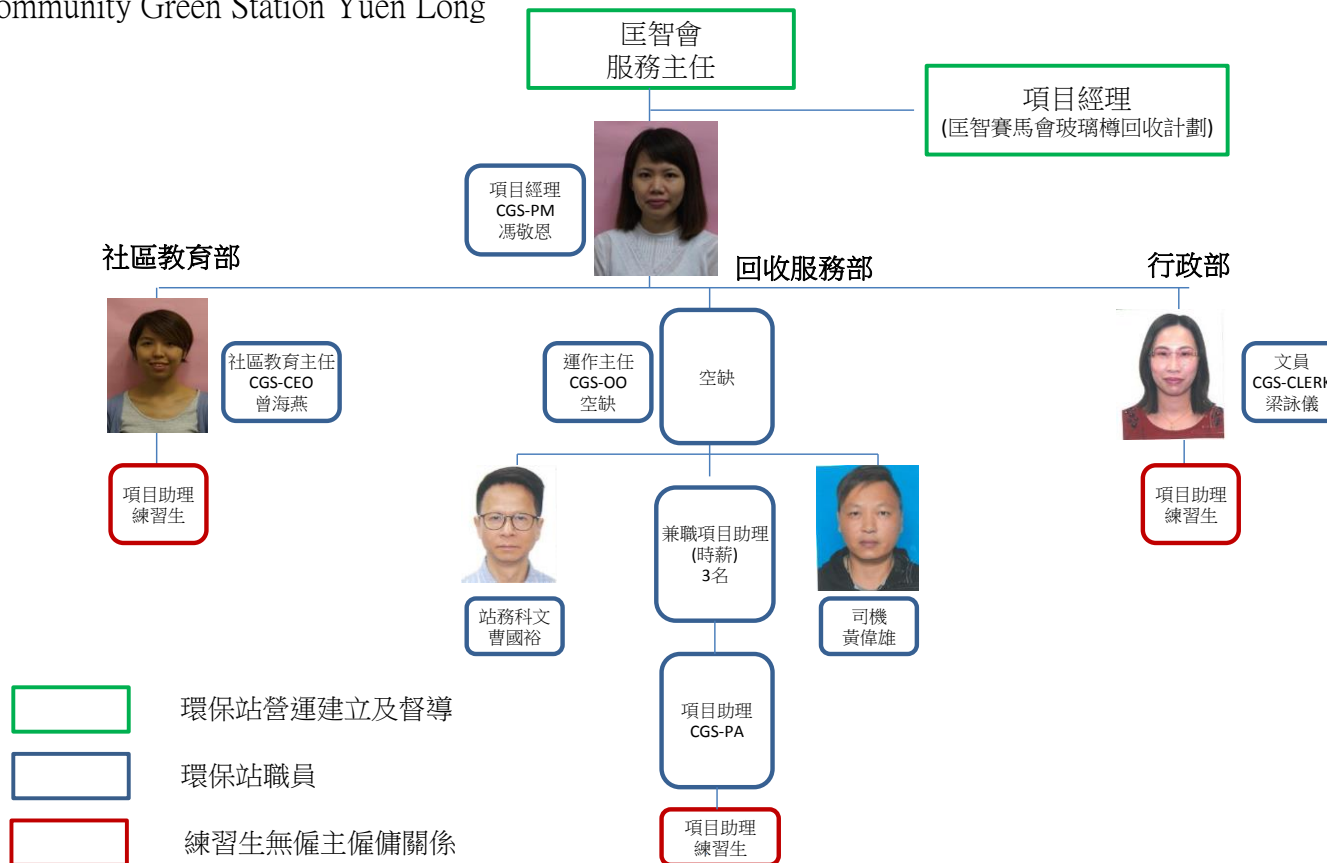 Community Green Station Yuen Long
匡智會
服務主任
項目經理
(匡智賽馬會玻璃樽回收計劃)
項目經理
CGS-PM
馮敬恩
社區教育部
回收服務部
行政部
社區教育主任
CGS-CEO
曾海燕
運作主任
CGS-OO
空缺
空缺
文員
CGS-CLERK
梁詠儀
項目助理
練習生
項目助理
練習生
兼職項目助理
(時薪)
3名
站務科文
曹國裕
司機
黃偉雄
項目助理
CGS-PA
項目助理
練習生
環保站營運建立及督導
環保站職員
練習生無僱主僱傭關係